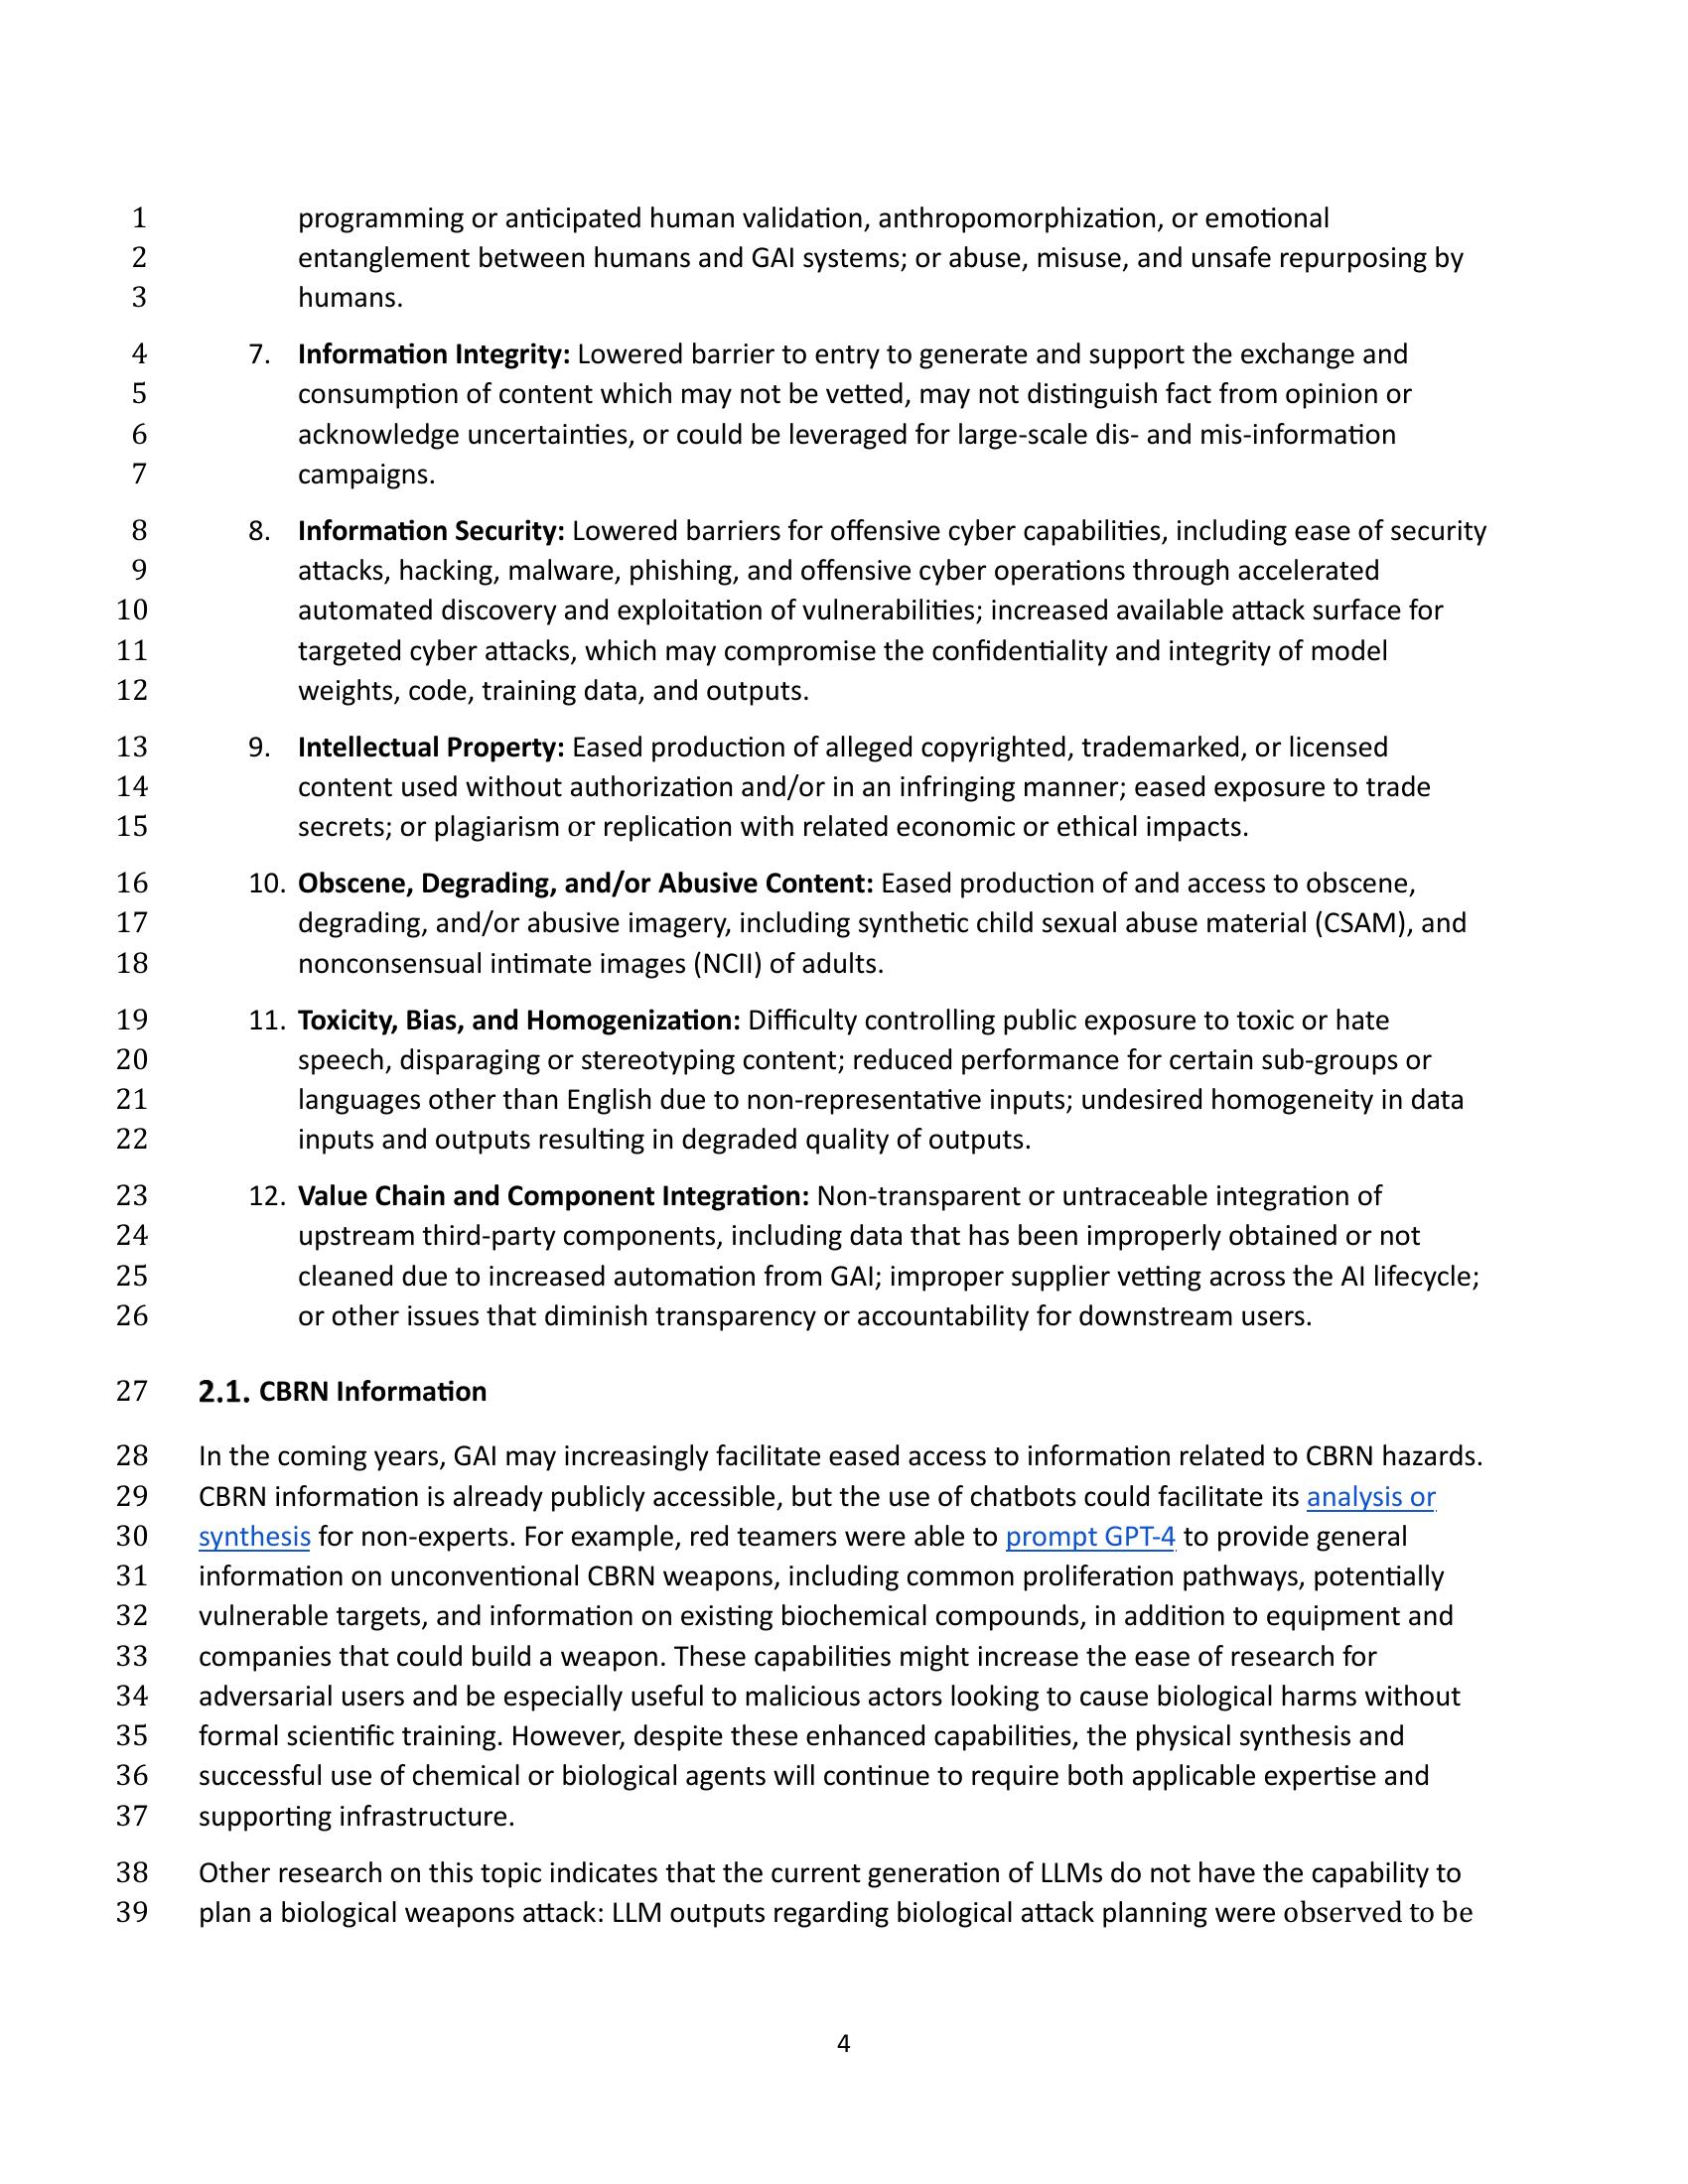 1 programming or anticipated human validation, anthropomorphization, or emotional
2 entanglement between humans and GAI systems; or abuse, misuse, and unsafe repurposing by
3 humans.
4 7. Information Integrity: Lowered barrier to entry to generate and support the exchange and
5 consumption of content which may not be vetted, may not distinguish fact from opinion or
6 acknowledge uncertainties, or could be leveraged for large-scale dis- and mis-information
7 campaigns.
8 8. Information Security: Lowered barriers for offensive cyber capabilities, including ease of security
9 attacks, hacking, malware, phishing, and offensive cyber operations through accelerated
10 automated discovery and exploitation of vulnerabilities; increased available attack surface for
11 targeted cyber attacks, which may compromise the confidentiality and integrity of model
12 weights, code, training data, and outputs.
13 9. Intellectual Property: Eased production of alleged copyrighted, trademarked, or licensed
14 content used without authorization and/or in an infringing manner; eased exposure to trade
15 secrets; or plagiarism or replication with related economic or ethical impacts.
16 10. Obscene, Degrading, and/or Abusive Content: Eased production of and access to obscene,
17 degrading, and/or abusive imagery, including synthetic child sexual abuse material (CSAM), and
18 nonconsensual intimate images (NCII) of adults.
19 11. Toxicity, Bias, and Homogenization: Difficulty controlling public exposure to toxic or hate
20 speech, disparaging or stereotyping content; reduced performance for certain sub-groups or
21 languages other than English due to non-representative inputs; undesired homogeneity in data
22 inputs and outputs resulting in degraded quality of outputs.
23 12. Value Chain and Component Integration: Non-transparent or untraceable integration of
24 upstream third-party components, including data that has been improperly obtained or not
25 cleaned due to increased automation from GAI; improper supplier vetting across the AI lifecycle;
26 or other issues that diminish transparency or accountability for downstream users.
27 2.1. CBRN Information
28 In the coming years, GAI may increasingly facilitate eased access to information related to CBRN hazards.
29 CBRN information is already publicly accessible, but the use of chatbots could facilitate its analysis or
30 synthesis for non-experts. For example, red teamers were able to prompt GPT-4 to provide general
31 information on unconventional CBRN weapons, including common proliferation pathways, potentially
32 vulnerable targets, and information on existing biochemical compounds, in addition to equipment and
33 companies that could build a weapon. These capabilities might increase the ease of research for
34 adversarial users and be especially useful to malicious actors looking to cause biological harms without
35 formal scientific training. However, despite these enhanced capabilities, the physical synthesis and
36 successful use of chemical or biological agents will continue to require both applicable expertise and
37 supporting infrastructure.
38 Other research on this topic indicates that the current generation of LLMs do not have the capability to
39 plan a biological weapons attack: LLM outputs regarding biological attack planning were observed to be
4